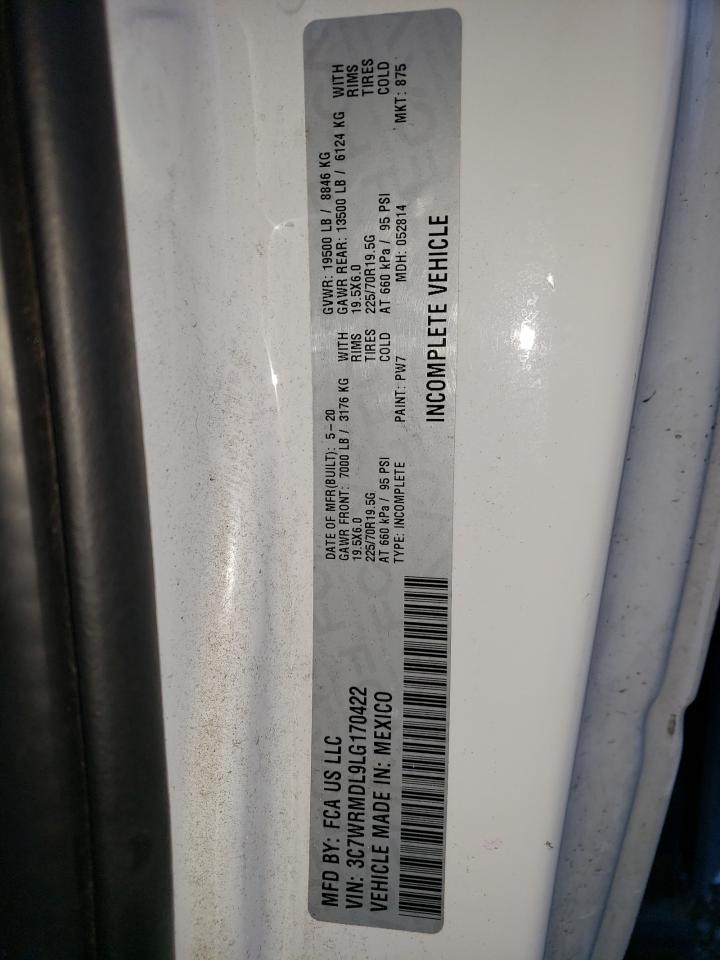 MFD BY: FCA US LLC
VIN: 3C7WRMDL9LG170422
VEHICLE MADE IN: MEXICO
DATE OF MFR(BUILT): 5-20
GAWR FRONT: 7000 LB / 3176 KG WITH
19.5X6.0 RIMS
225/70R19.5G TIRES
AT 660 kPa / 95 PSI COLD
TYPE: INCOMPLETE
GVWR: 19500 LB / 8846 KG
GAWR REAR: 13500 LB / 6124 KG WITH
19.5X6.0 RIMS
225/70R19.5G TIRES
AT 660 kPa / 95 PSI COLD
PAINT: PW7 MDH: 052814 MKT: 875
INCOMPLETE VEHICLE